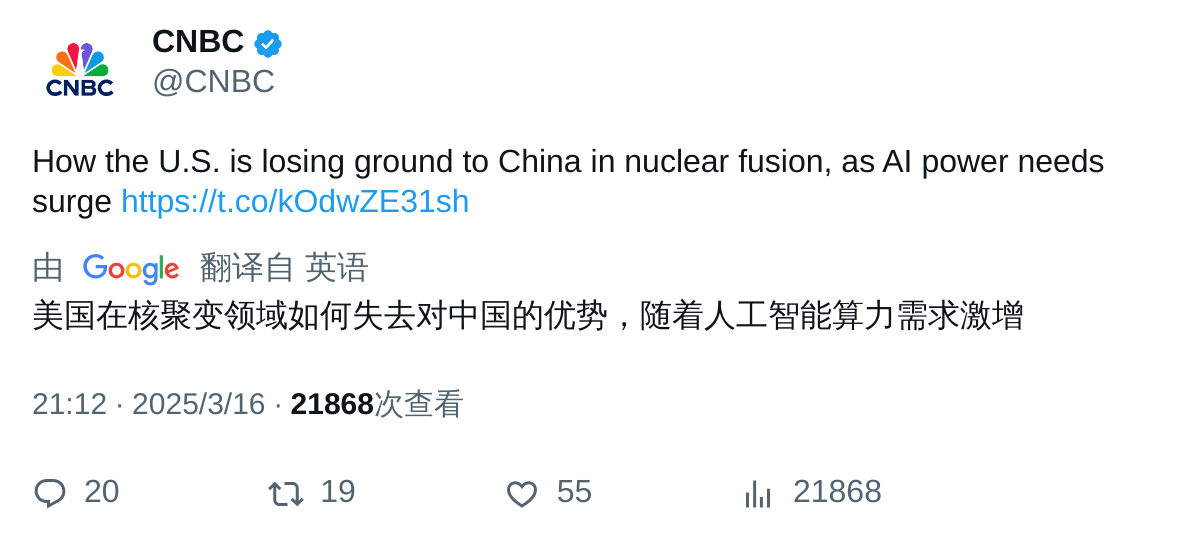 CNBC
CNBC
@CNBC
How the U.S. is losing ground to China in nuclear fusion, as AI power needs
surge https://t.co/kOdwZE31sh
由 Google 翻译自 英语
美国在核聚变领域如何失去对中国的优势，随着人工智能算力需求激增
21:12 · 2025/3/16 · 21868次查看
20 19 55 21868